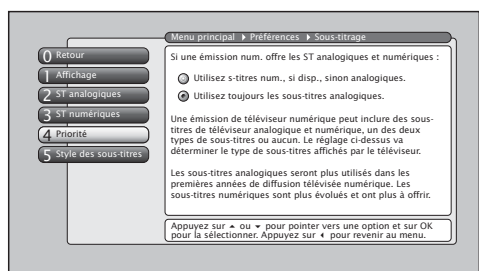 Menu principal ▸ Préférences ▸ Sous-titrage
0 Retour
1 Affichage
2 ST analogiques
3 ST numériques
4 Priorité
5 Style des sous-titres
Si une émission num. offre les ST analogiques et numériques :
Utilisez s-titres num., si disp., sinon analogiques.
Utilisez toujours les sous-titres analogiques.
Une émission de téléviseur numérique peut inclure des sous-
titres de téléviseur analogique et numérique, un des deux
types de sous-titres ou aucun. Le réglage ci-dessus va
déterminer le type de sous-titres affichés par le téléviseur.
Les sous-titres analogiques seront plus utilisés dans les
premières années de diffusion télévisée numérique. Les
sous-titres numériques sont plus évolués et ont plus à offrir.
Appuyez sur ▴ ou ▾ pour pointer vers une option et sur OK
pour la sélectionner. Appuyez sur ◂ pour revenir au menu.